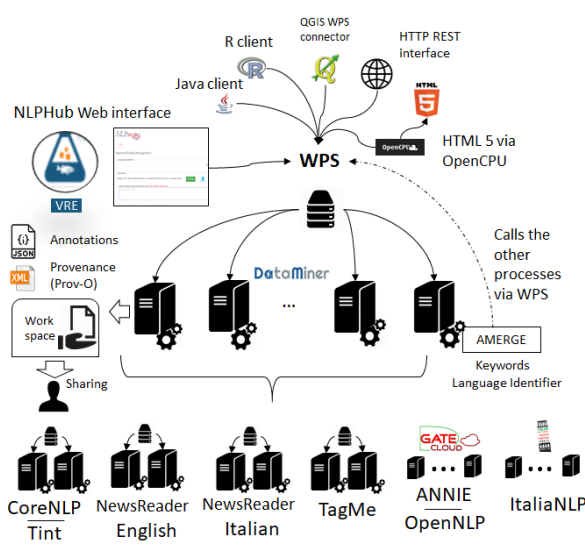 QGIS WPS
connector
HTTP REST
interface
R client
R
Java client
Java
HTML
5
NLPHub Web interface
NLPHub
OpenCPU
HTML 5 via
OpenCPU
WPS
VRE
{i}
JSON
Annotations
XML
Provenance
(Prov-O)
DataMiner
...
Calls the
other
processes
via WPS
Work
space
AMERGE
Keywords
Language Identifier
Sharing
GATE
CLOUD
CoreNLP
Tint
NewsReader
English
NewsReader
Italian
TagMe
ANNIE
OpenNLP
ItaliaNLP